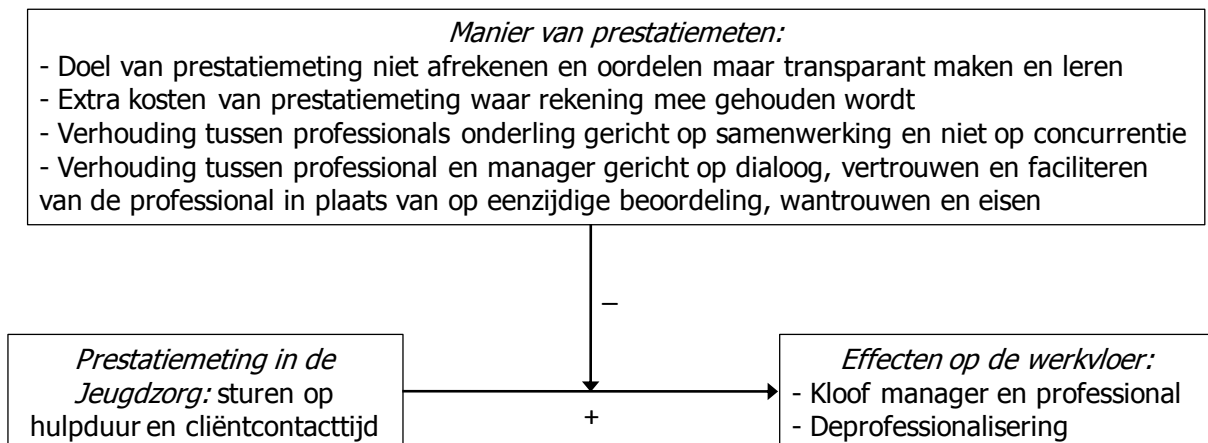 Manier van prestatiemeten:
- Doel van prestatiemeting niet afrekenen en oordelen maar transparant maken en leren
- Extra kosten van prestatiemeting waar rekening mee gehouden wordt
- Verhouding tussen professionals onderling gericht op samenwerking en niet op concurrentie
- Verhouding tussen professional en manager gericht op dialoog, vertrouwen en faciliteren
van de professional in plaats van op eenzijdige beoordeling, wantrouwen en eisen
–
Prestatiemeting in de
Jeugdzorg: sturen op
hulpduur en cliëntcontacttijd
+
Effecten op de werkvloer:
- Kloof manager en professional
- Deprofessionalisering